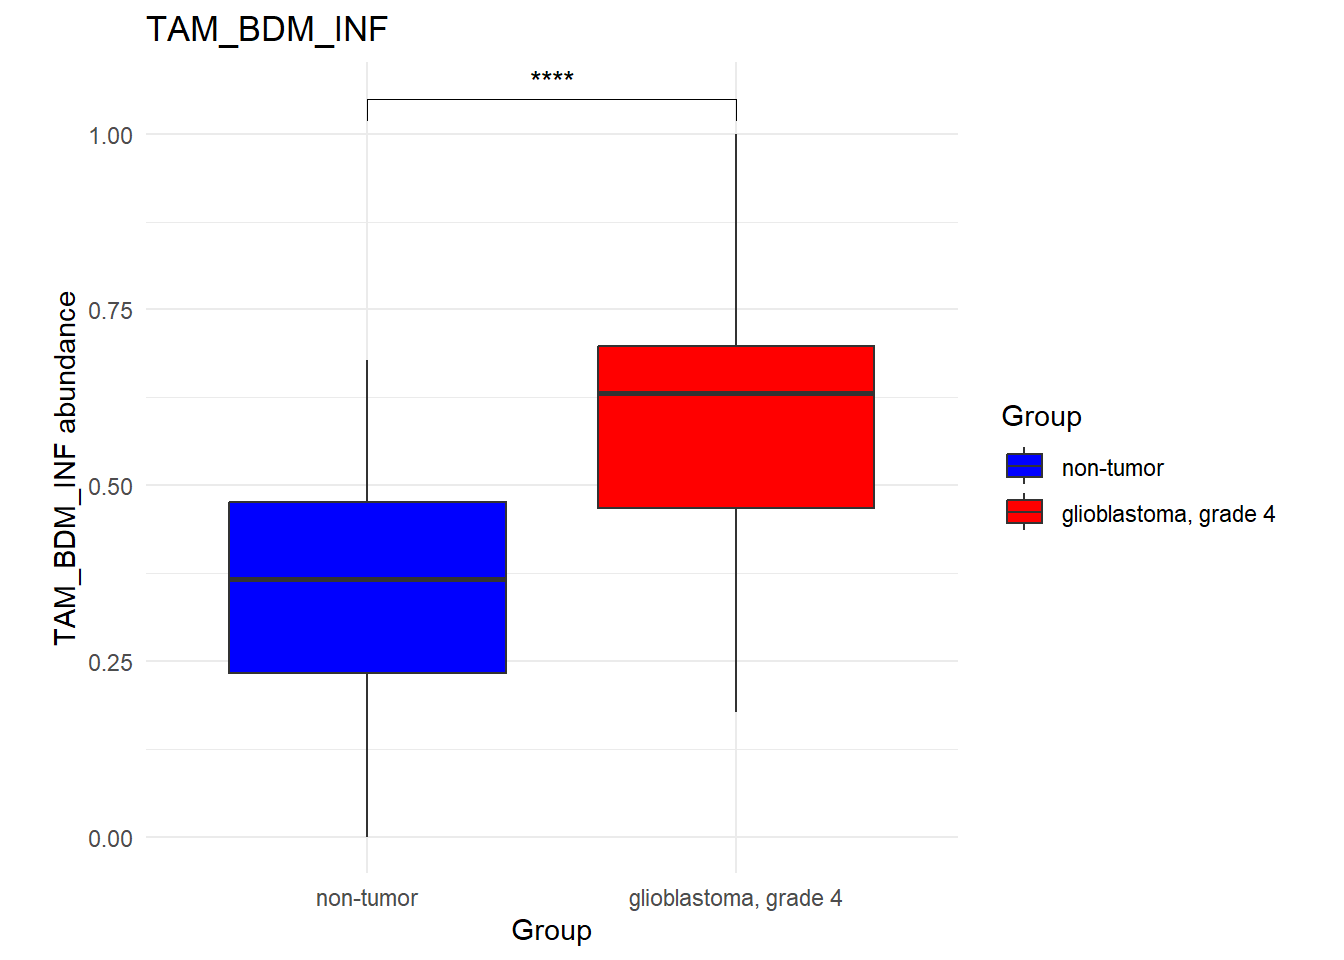 TAM_BDM_INF
****
1.00
0.75
0.50
0.25
0.00
TAM_BDM_INF abundance
non-tumor
glioblastoma, grade 4
Group
Group
non-tumor
glioblastoma, grade 4